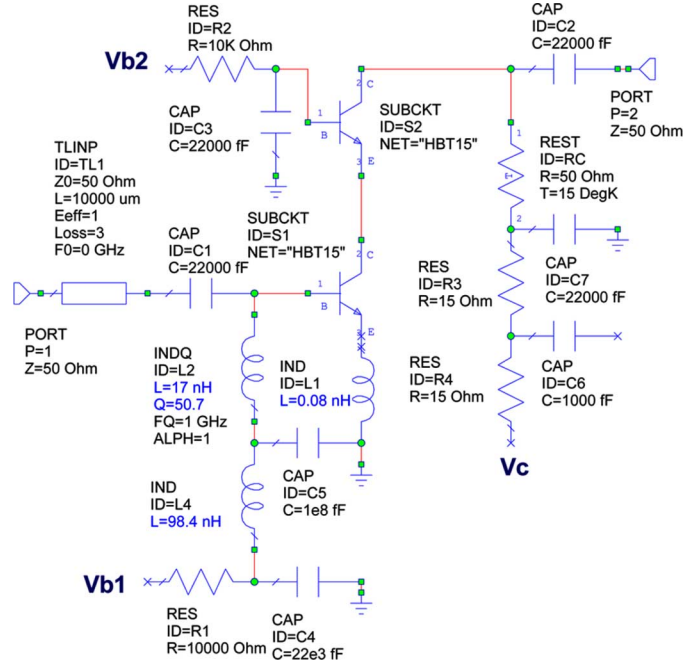 RES
ID=R2
R=10K Ohm
Vb2
CAP
ID=C3
C=22000 fF
1
B
2
C
3
E
SUBCKT
ID=S2
NET="HBT15"
CAP
ID=C2
C=22000 fF
PORT
P=2
Z=50 Ohm
1
REST
ID=RC
R=50 Ohm
T=15 DegK
T
2
TLINP
ID=TL1
Z0=50 Ohm
L=10000 um
Eeff=1
Loss=3
F0=0 GHz
CAP
ID=C1
C=22000 fF
SUBCKT
ID=S1
NET="HBT15"
1
B
2
C
3
E
RES
ID=R3
R=15 Ohm
CAP
ID=C7
C=22000 fF
PORT
P=1
Z=50 Ohm
INDQ
ID=L2
L=17 nH
Q=50.7
FQ=1 GHz
ALPH=1
IND
ID=L1
L=0.08 nH
RES
ID=R4
R=15 Ohm
CAP
ID=C6
C=1000 fF
Vc
CAP
ID=C5
C=1e8 fF
IND
ID=L4
L=98.4 nH
Vb1
RES
ID=R1
R=10000 Ohm
CAP
ID=C4
C=22e3 fF